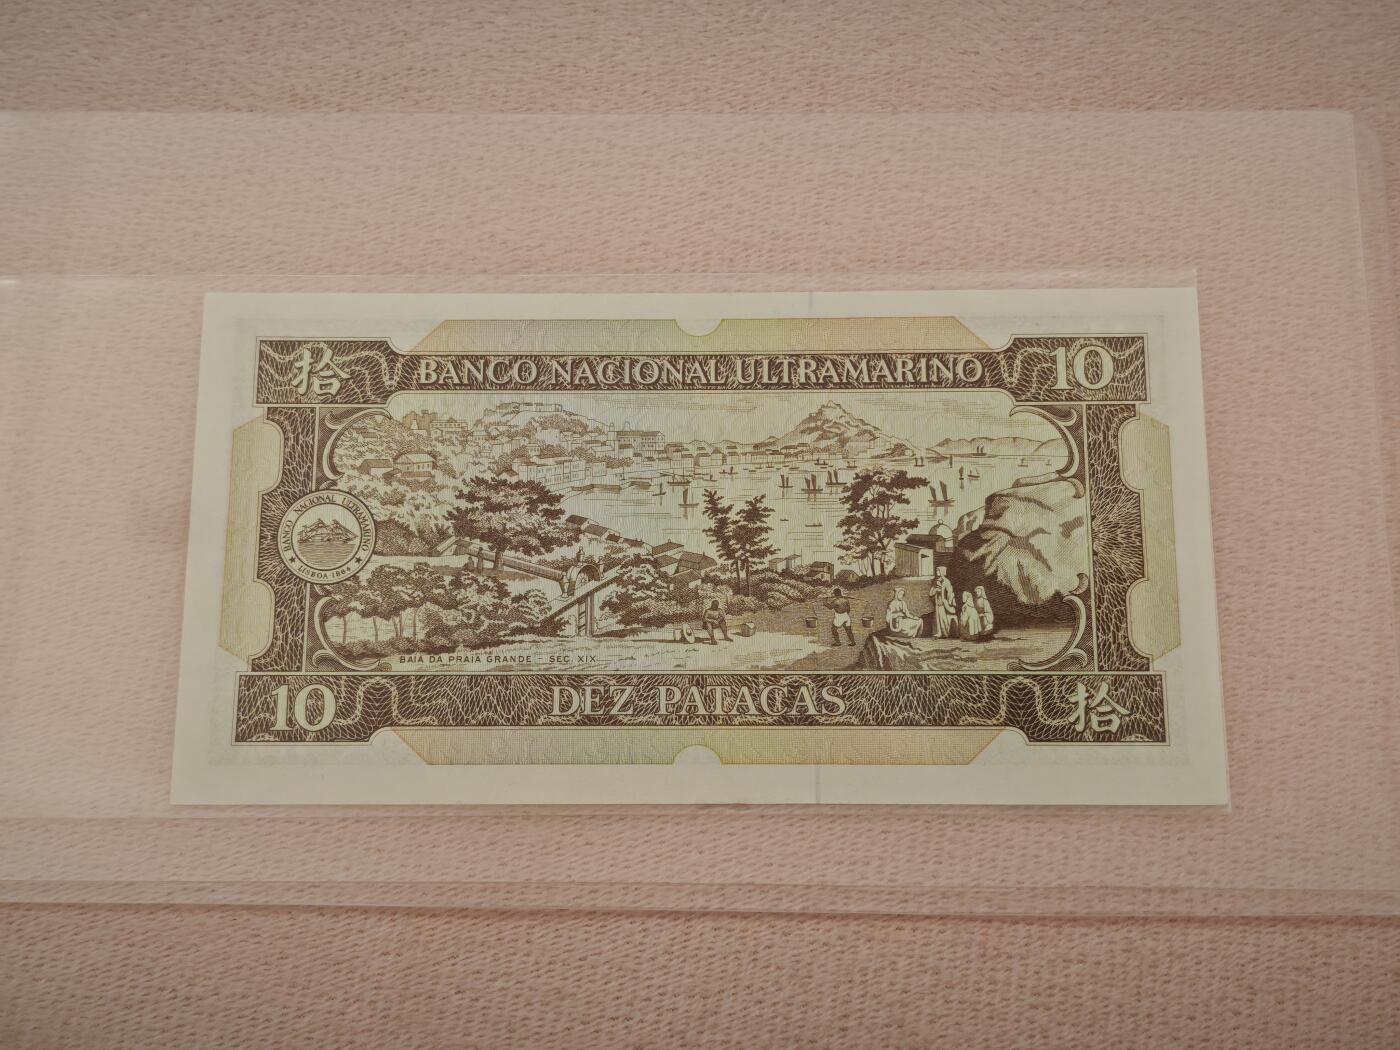 拾 BANCO NACIONAL ULTRAMARINO 10
BANCO NACIONAL ULTRAMARINO
LISBOA 1864
BAÍA DA PRAIA GRANDE - SEC. XIX
10 DEZ PATACAS 拾